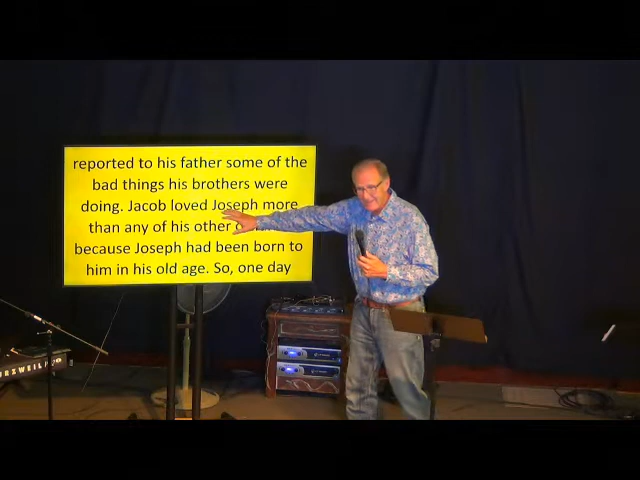 reported to his father some of the
bad things his brothers were
doing. Jacob loved Joseph more
than any of his other
because Joseph had been born to
him in his old age. So, one day
KURZWEIL